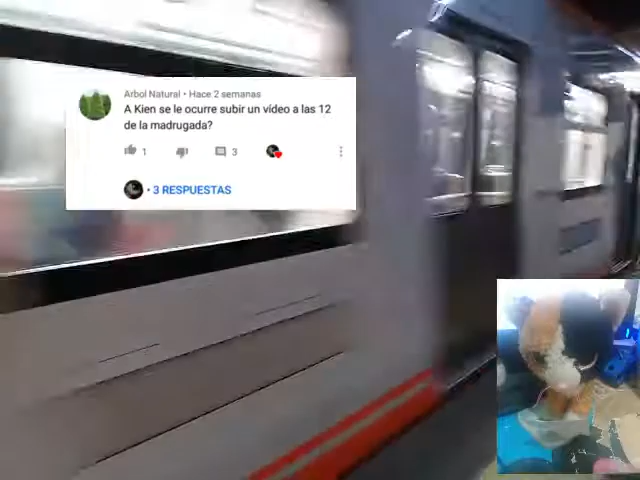 Arbol Natural • Hace 2 semanas
A Kien se le ocurre subir un vídeo a las 12
de la madrugada?
1
3
• 3 RESPUESTAS